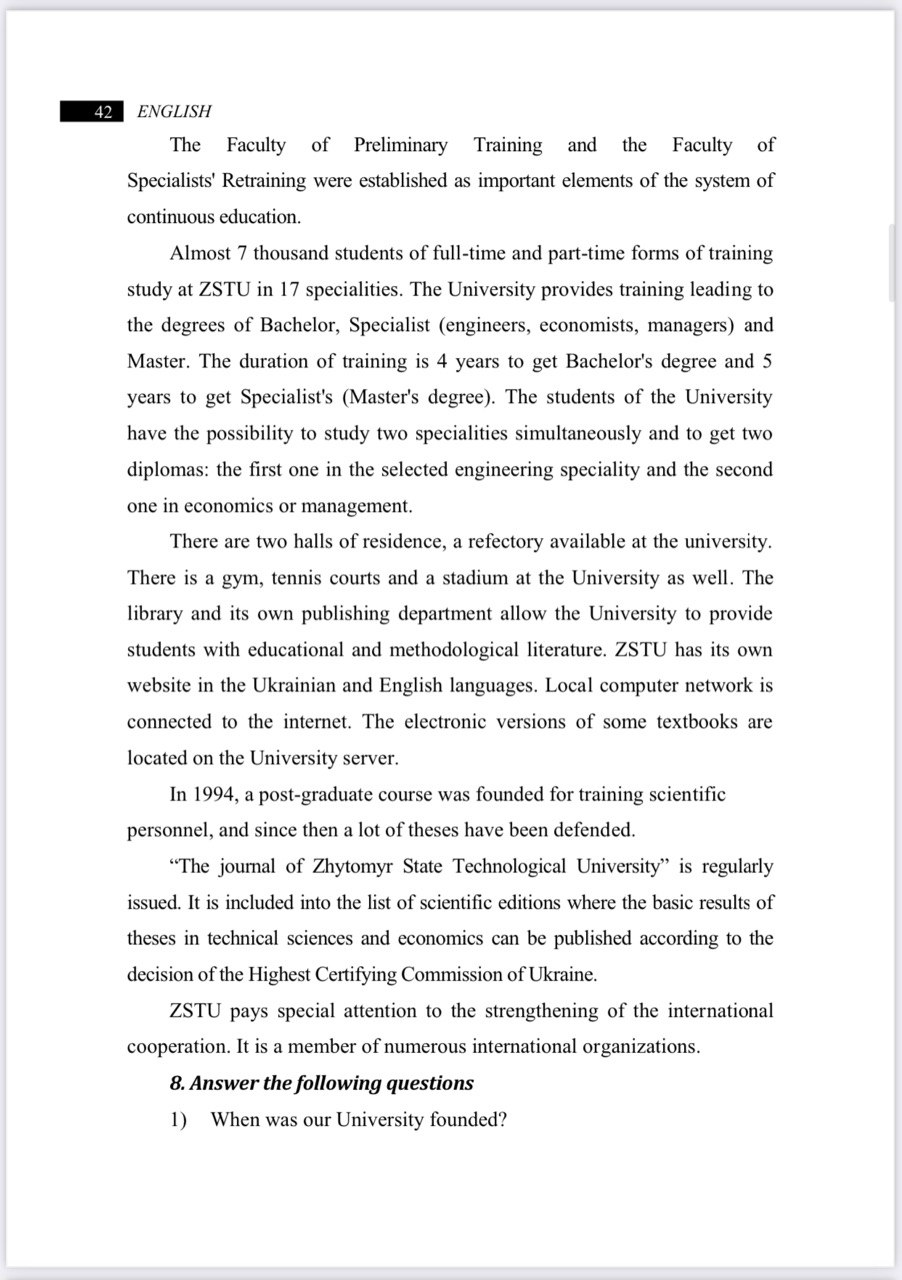 42 ENGLISH
The Faculty of Preliminary Training and the Faculty of
Specialists' Retraining were established as important elements of the system of
continuous education.
Almost 7 thousand students of full-time and part-time forms of training
study at ZSTU in 17 specialities. The University provides training leading to
the degrees of Bachelor, Specialist (engineers, economists, managers) and
Master. The duration of training is 4 years to get Bachelor's degree and 5
years to get Specialist's (Master's degree). The students of the University
have the possibility to study two specialities simultaneously and to get two
diplomas: the first one in the selected engineering speciality and the second
one in economics or management.
There are two halls of residence, a refectory available at the university.
There is a gym, tennis courts and a stadium at the University as well. The
library and its own publishing department allow the University to provide
students with educational and methodological literature. ZSTU has its own
website in the Ukrainian and English languages. Local computer network is
connected to the internet. The electronic versions of some textbooks are
located on the University server.
In 1994, a post-graduate course was founded for training scientific
personnel, and since then a lot of theses have been defended.
“The journal of Zhytomyr State Technological University” is regularly
issued. It is included into the list of scientific editions where the basic results of
theses in technical sciences and economics can be published according to the
decision of the Highest Certifying Commission of Ukraine.
ZSTU pays special attention to the strengthening of the international
cooperation. It is a member of numerous international organizations.
8. Answer the following questions
1) When was our University founded?